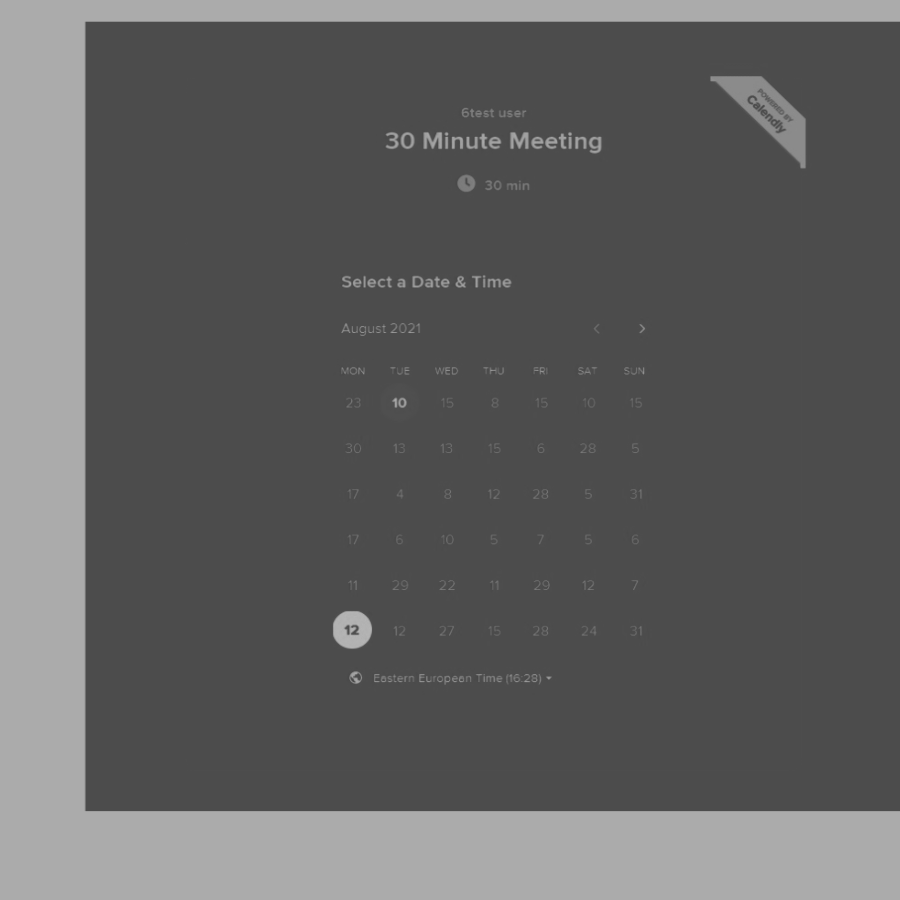 POWERED BY
Calendly
6test user
30 Minute Meeting
30 min
Select a Date & Time
August 2021
MON TUE WED THU FRI SAT SUN
23 10 15 8 15 10 15
30 13 13 15 6 28 5
17 4 8 12 28 5 31
17 6 10 5 7 5 6
11 29 22 11 29 12 7
12 12 27 15 28 24 31
Eastern European Time (16:28)